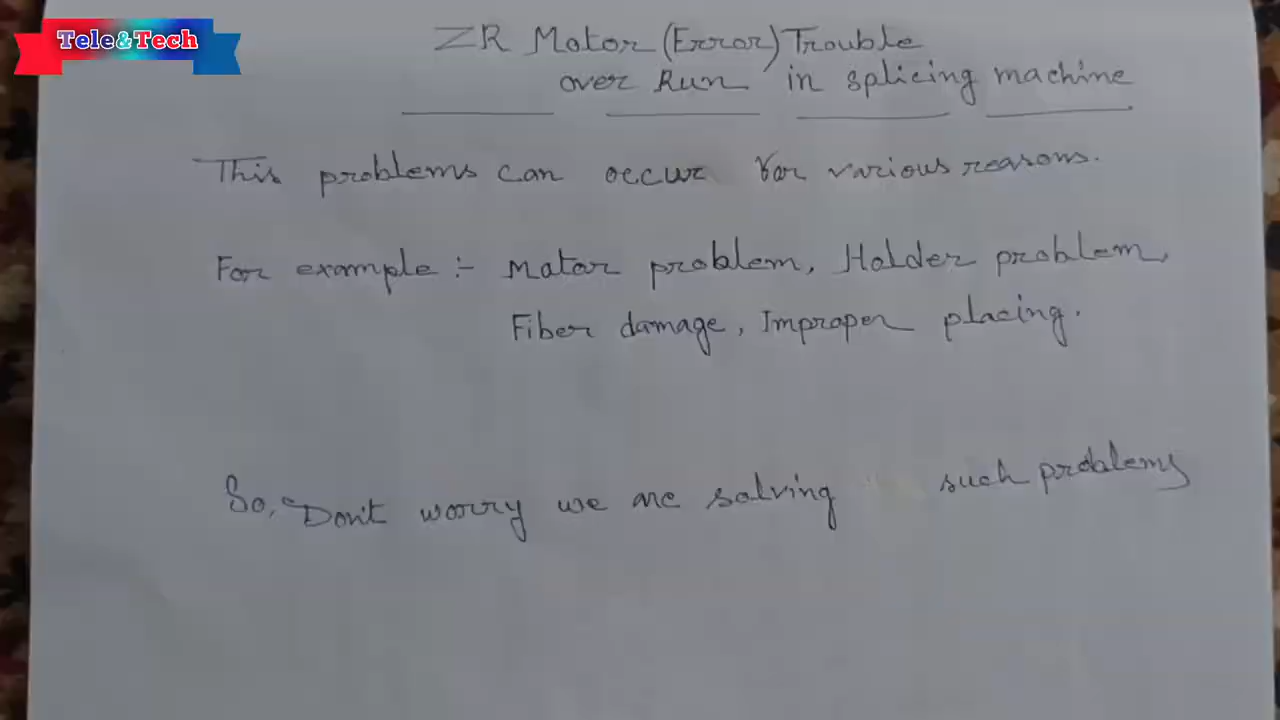 Tele&Tech
ZR Motor (Error) Trouble
over Run in splicing machine
This problems can occur for various reasons.
For example :- Motor problem, Holder problem,
Fiber damage, Improper placing.
So, Don't worry we are solving such problems